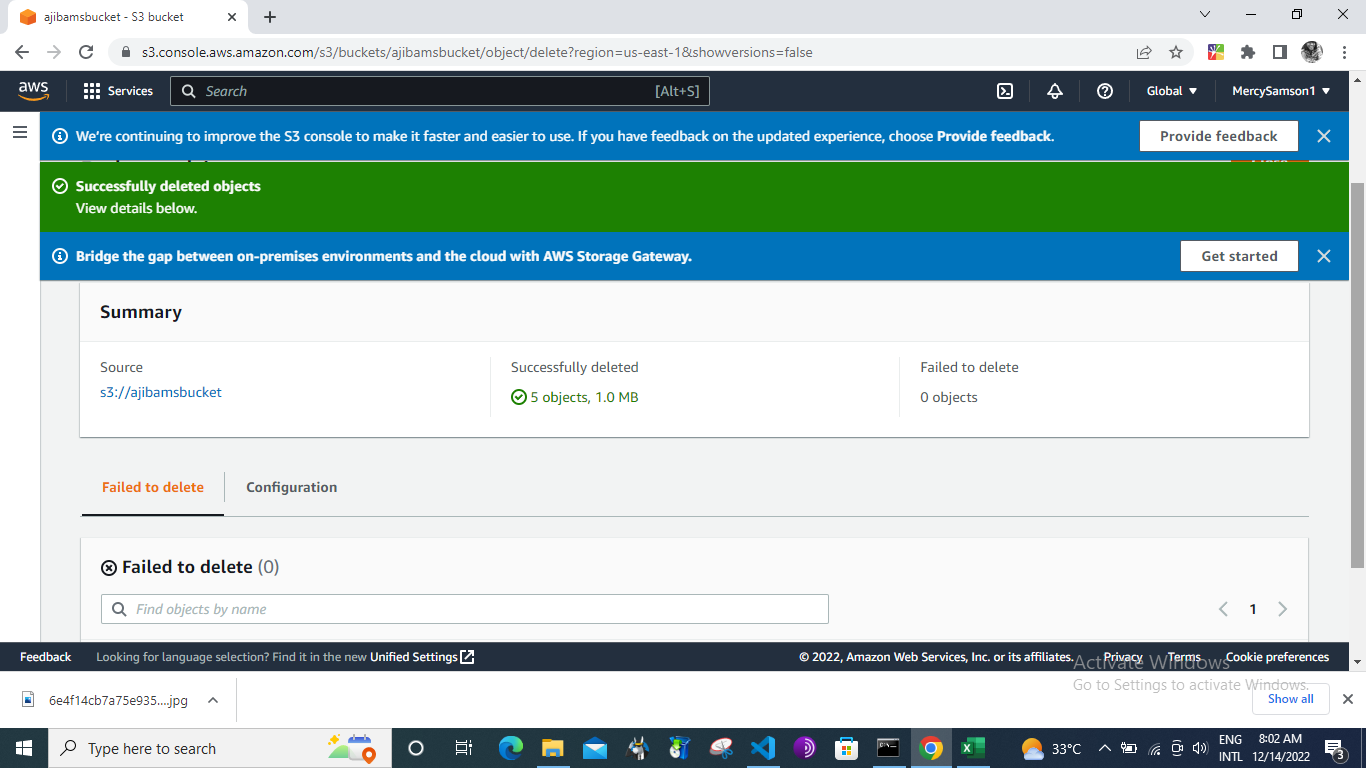 ajibamsbucket - S3 bucket
s3.console.aws.amazon.com/s3/buckets/ajibamsbucket/object/delete?region=us-east-1&showversions=false
aws
Services
Search
[Alt+S]
Global
MercySamson1
We're continuing to improve the S3 console to make it faster and easier to use. If you have feedback on the updated experience, choose Provide feedback.
Provide feedback
Successfully deleted objects
View details below.
Bridge the gap between on-premises environments and the cloud with AWS Storage Gateway.
Get started
Summary
Source
s3://ajibamsbucket
Successfully deleted
5 objects, 1.0 MB
Failed to delete
0 objects
Failed to delete
Configuration
Failed to delete (0)
Find objects by name
1
Feedback
Looking for language selection? Find it in the new Unified Settings
© 2022, Amazon Web Services, Inc. or its affiliates.
Privacy
Terms
Cookie preferences
Activate Windows
Go to Settings to activate Windows.
6e4f14cb7a75e935....jpg
Show all
Type here to search
33°C
ENG
INTL
8:02 AM
12/14/2022
3